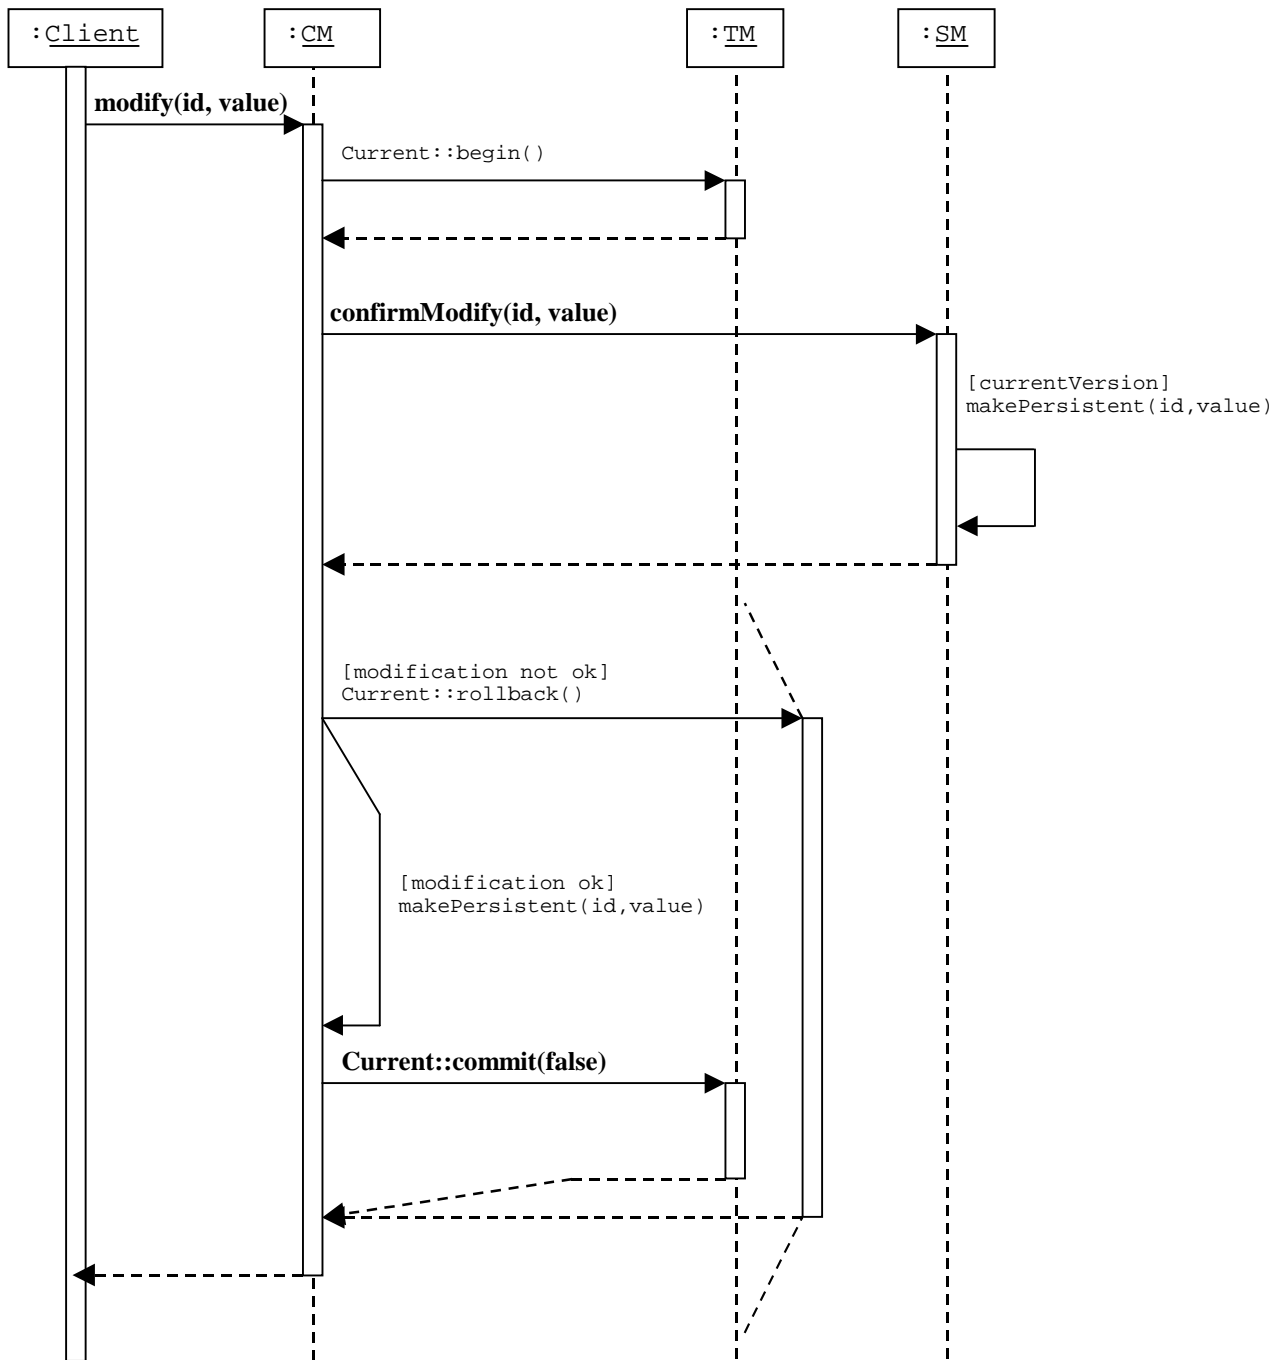 :Client
:CM
:TM
:SM
modify(id, value)
Current::begin()
confirmModify(id, value)
[currentVersion]
makePersistent(id,value)
[modification not ok]
Current::rollback()
[modification ok]
makePersistent(id,value)
Current::commit(false)